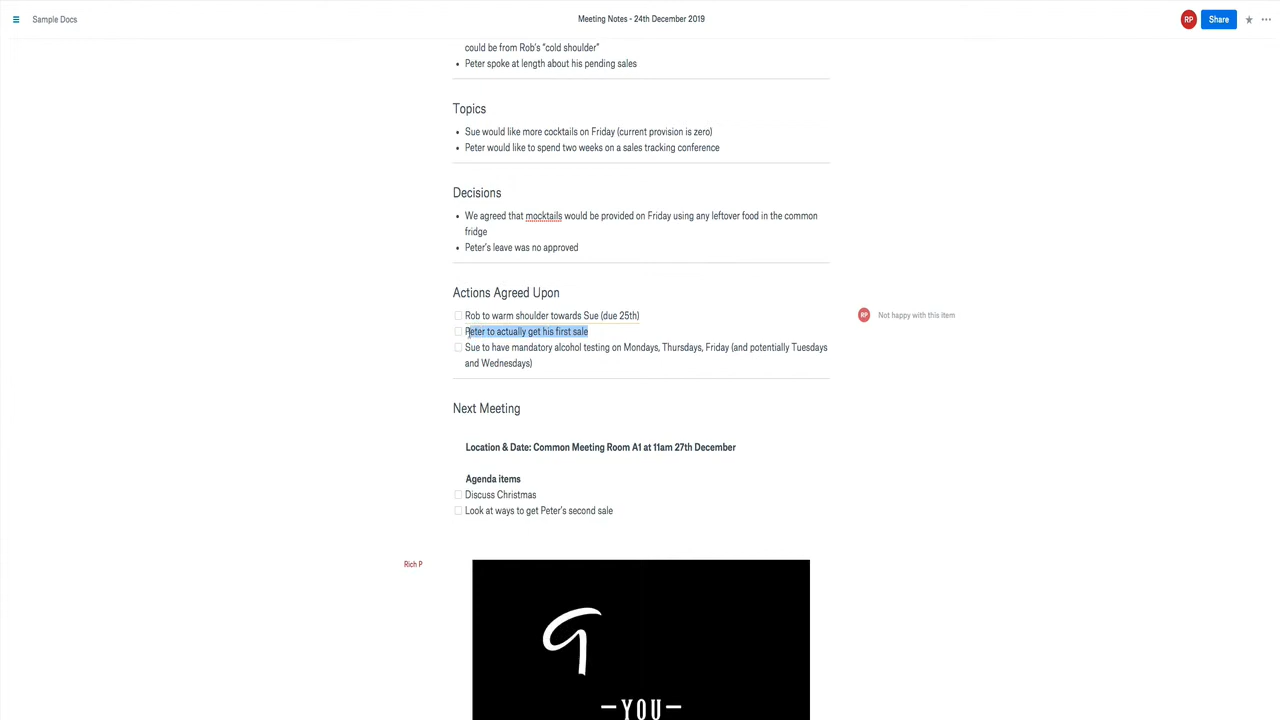 Sample Docs
Meeting Notes - 24th December 2019
RP
Share
could be from Rob's “cold shoulder”
Peter spoke at length about his pending sales
Topics
Sue would like more cocktails on Friday (current provision is zero)
Peter would like to spend two weeks on a sales tracking conference
Decisions
We agreed that mocktails would be provided on Friday using any leftover food in the common
fridge
Peter's leave was no approved
Actions Agreed Upon
Rob to warm shoulder towards Sue (due 25th)
RP
Not happy with this item
Peter to actually get his first sale
Sue to have mandatory alcohol testing on Mondays, Thursdays, Friday (and potentially Tuesdays
and Wednesdays)
Next Meeting
Location & Date: Common Meeting Room A1 at 11am 27th December
Agenda items
Discuss Christmas
Look at ways to get Peter's second sale
Rich P
-YOU-